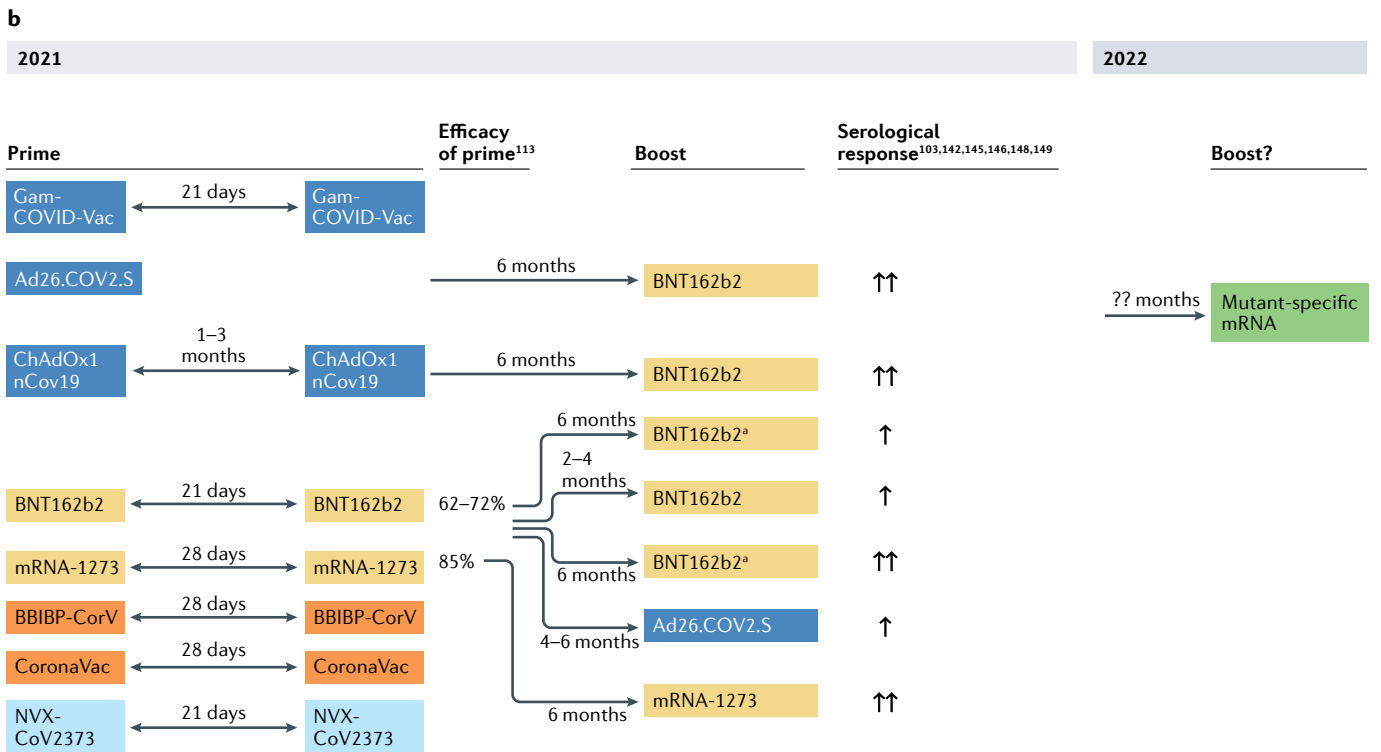 b
2021
2022
Prime
Efficacy
of prime113
Boost
Serological
response103,142,145,146,148,149
Boost?
Gam-
COVID-Vac
21 days
Gam-
COVID-Vac
Ad26.COV2.S
6 months
BNT162b2
↑↑
?? months
Mutant-specific
mRNA
ChAdOx1
nCov19
1–3
months
ChAdOx1
nCov19
6 months
BNT162b2
↑↑
6 months
BNT162b2a
↑
BNT162b2
21 days
BNT162b2
62–72%
2–4
months
BNT162b2
↑
mRNA-1273
28 days
mRNA-1273
85%
6 months
BNT162b2a
↑↑
BBIBP-CorV
28 days
BBIBP-CorV
4–6 months
Ad26.COV2.S
↑
CoronaVac
28 days
CoronaVac
6 months
mRNA-1273
↑↑
NVX-
CoV2373
21 days
NVX-
CoV2373